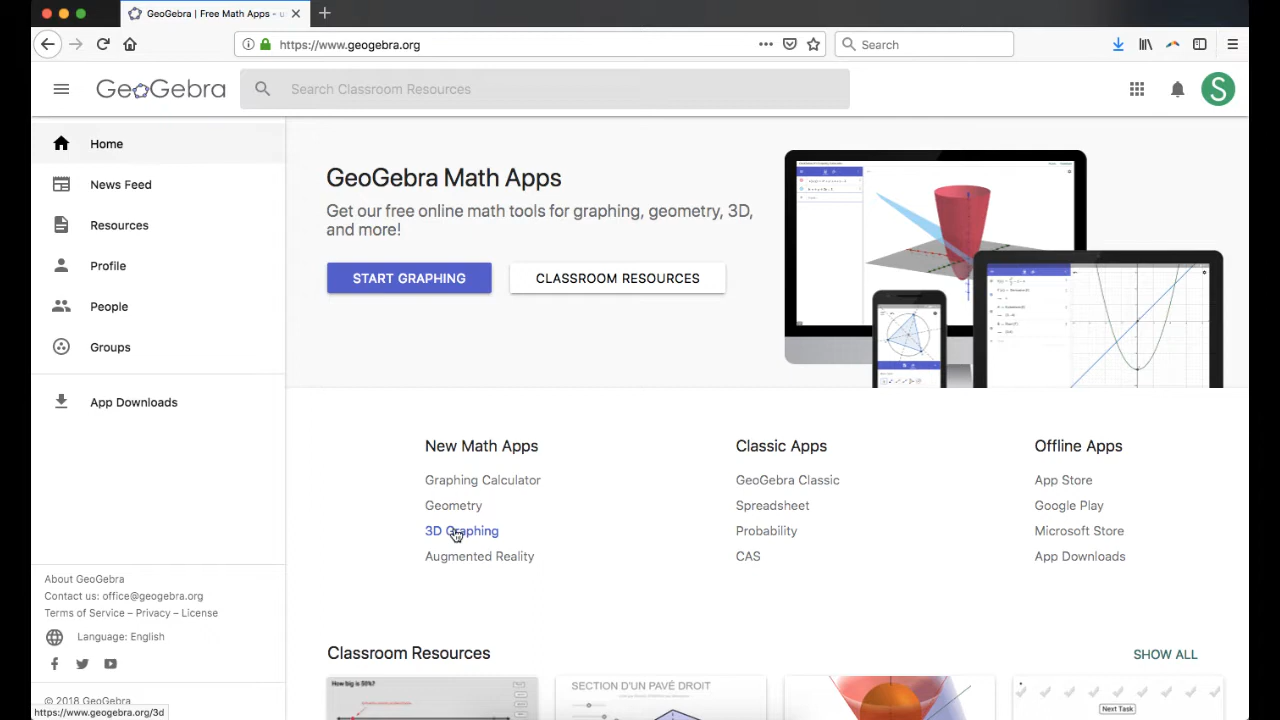 GeoGebra | Free Math Apps - u
https://www.geogebra.org
Search
GeoGebra
Search Classroom Resources
S
Home
News Feed
Resources
Profile
People
Groups
App Downloads
GeoGebra Math Apps
Get our free online math tools for graphing, geometry, 3D,
and more!
START GRAPHING
CLASSROOM RESOURCES
New Math Apps
Graphing Calculator
Geometry
3D Graphing
Augmented Reality
Classic Apps
GeoGebra Classic
Spreadsheet
Probability
CAS
Offline Apps
App Store
Google Play
Microsoft Store
App Downloads
About GeoGebra
Contact us: office@geogebra.org
Terms of Service – Privacy – License
Language: English
© 2018 GeoGebra
https://www.geogebra.org/3d
Classroom Resources
SHOW ALL
How big is 50%?
SECTION D'UN PAVÉ DROIT
Next Task